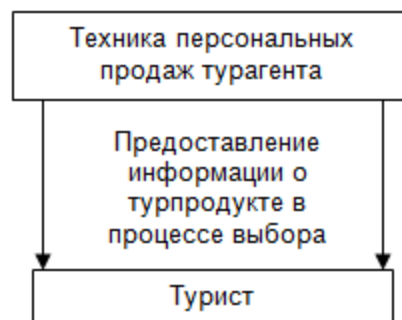 Техника персональных
продаж турагента
Предоставление
информации о
турпродукте в
процессе выбора
Турист